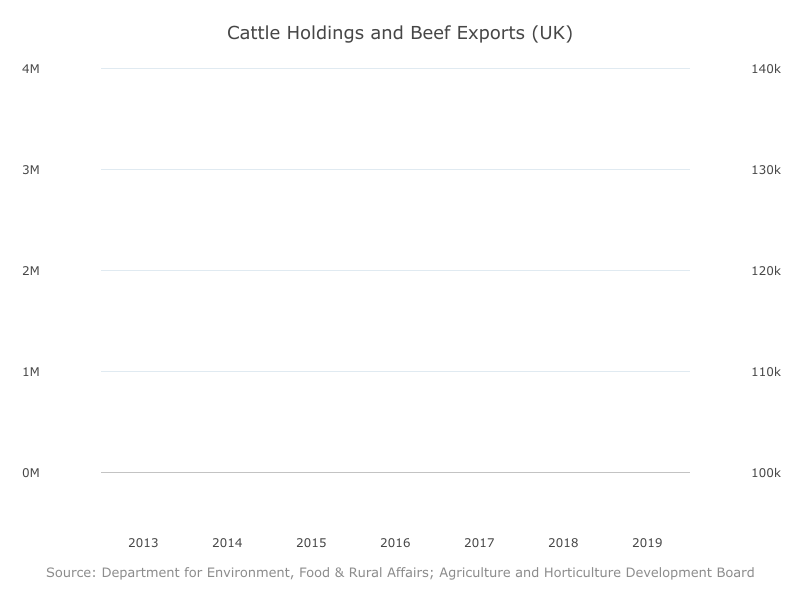 Cattle Holdings and Beef Exports (UK)
4M 140k
3M 130k
2M 120k
1M 110k
0M 100k
2013 2014 2015 2016 2017 2018 2019
Source: Department for Environment, Food & Rural Affairs; Agriculture and Horticulture Development Board